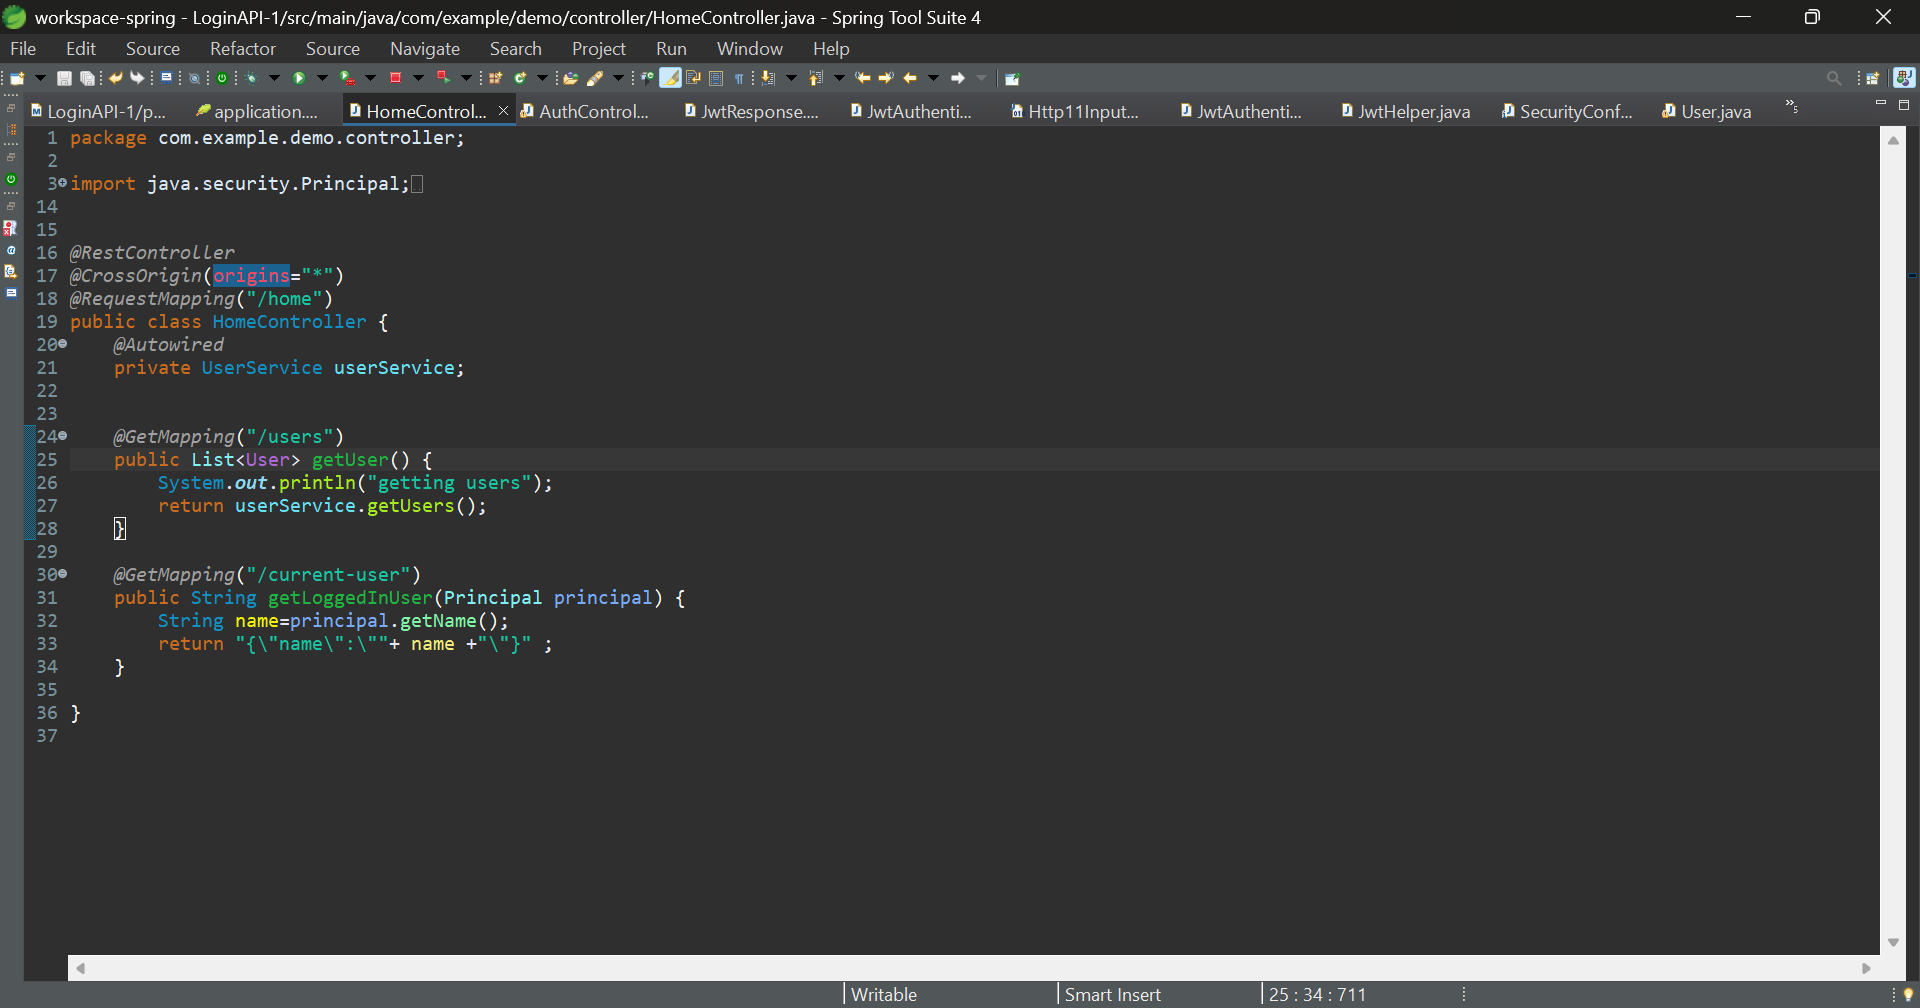 workspace-spring - LoginAPI-1/src/main/java/com/example/demo/controller/HomeController.java - Spring Tool Suite 4
File Edit Source Refactor Source Navigate Search Project Run Window Help
LoginAPI-1/p... application.... HomeControl... AuthControl... JwtResponse.... JwtAuthenti... Http11Input... JwtAuthenti... JwtHelper.java SecurityConf... User.java »5
1 package com.example.demo.controller;
2
3 import java.security.Principal;
14
15
16 @RestController
17 @CrossOrigin(origins="*")
18 @RequestMapping("/home")
19 public class HomeController {
20 @Autowired
21 private UserService userService;
22
23
24 @GetMapping("/users")
25 public List<User> getUser() {
26 System.out.println("getting users");
27 return userService.getUsers();
28 }
29
30 @GetMapping("/current-user")
31 public String getLoggedInUser(Principal principal) {
32 String name=principal.getName();
33 return "{\"name\":\""+ name +"\"}" ;
34 }
35
36 }
37
Writable Smart Insert 25 : 34 : 711